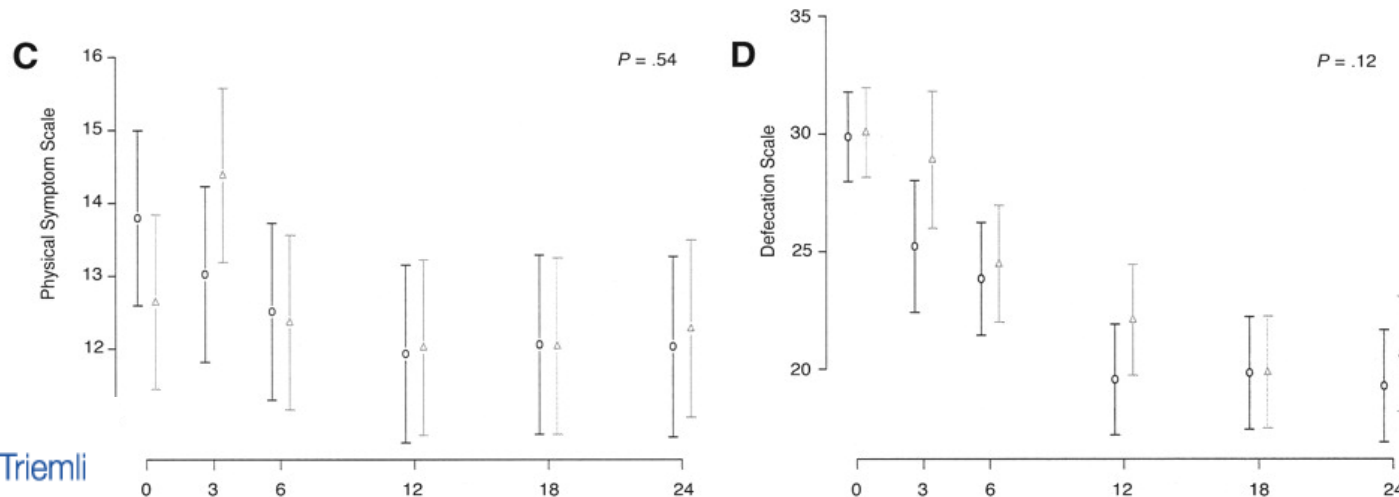 C
Physical Symptom Scale
16
15
14
13
12
P = .54
0 3 6 12 18 24
Triemli
D
Defecation Scale
35
30
25
20
P = .12
0 3 6 12 18 24